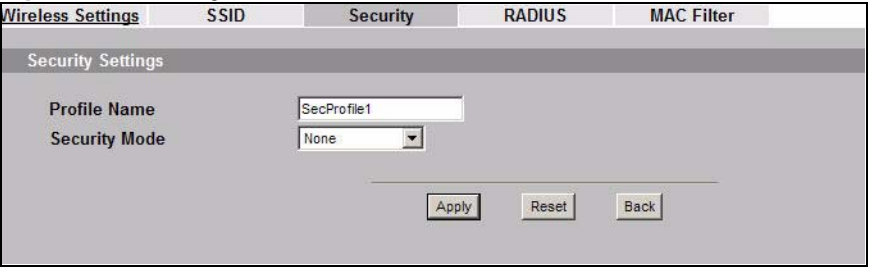 Wireless Settings SSID Security RADIUS MAC Filter
Security Settings
Profile Name SecProfile1
Security Mode None
Apply Reset Back